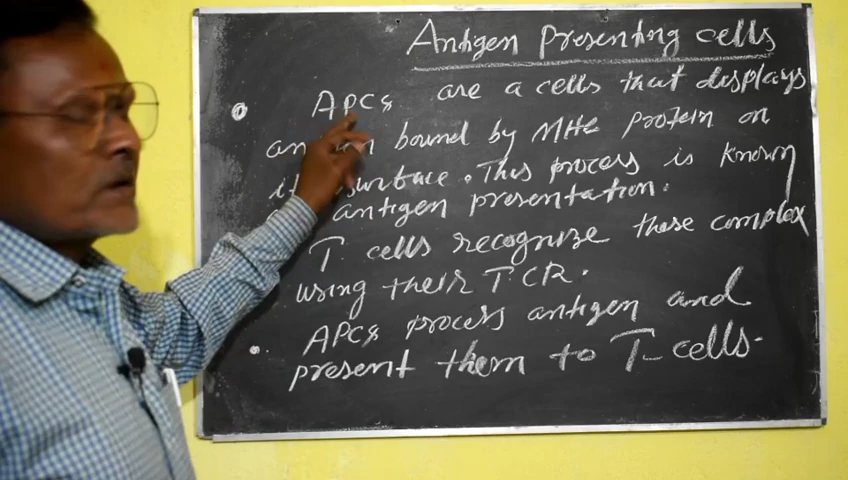 Antigen Presenting cells
APCs are a cells that displays
bound by MHC protein on
surface. This process is known
antigen presentation.
T. cells recognize these complex
using their T.CR.
APCs process antigen and
present them to T-cells.